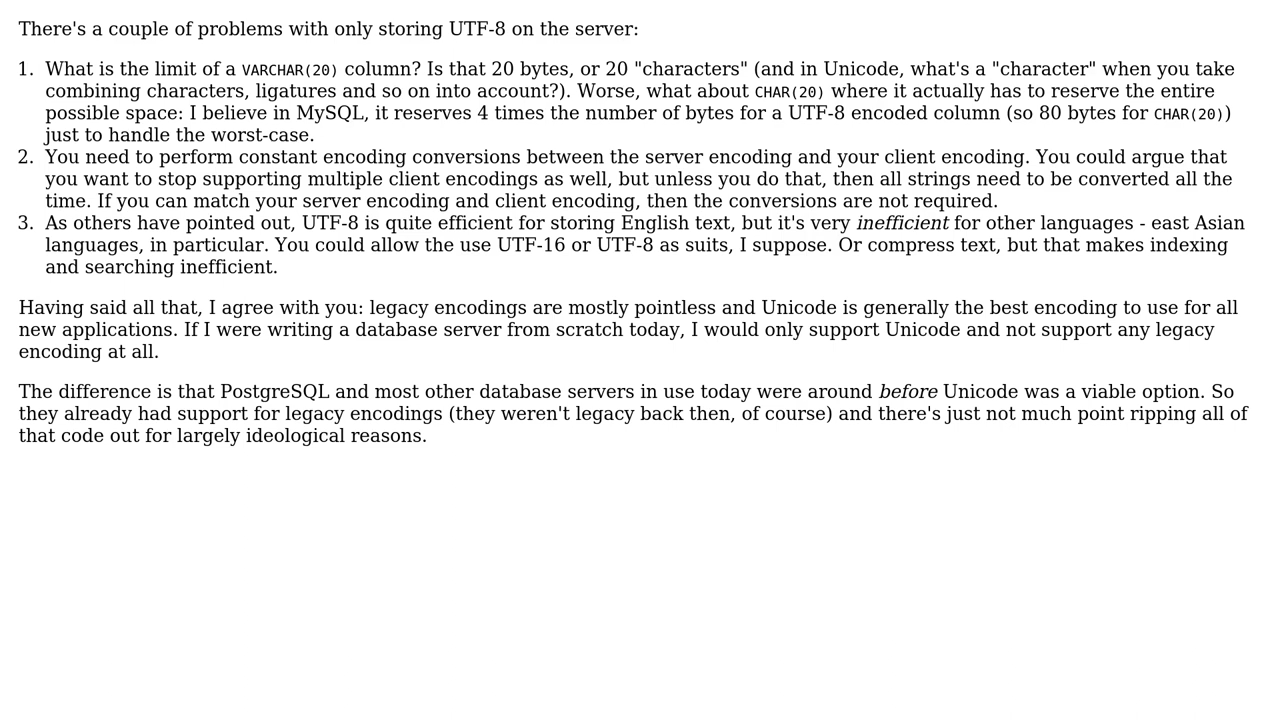 There's a couple of problems with only storing UTF-8 on the server:
1. What is the limit of a VARCHAR(20) column? Is that 20 bytes, or 20 "characters" (and in Unicode, what's a "character" when you take
combining characters, ligatures and so on into account?). Worse, what about CHAR(20) where it actually has to reserve the entire
possible space: I believe in MySQL, it reserves 4 times the number of bytes for a UTF-8 encoded column (so 80 bytes for CHAR(20))
just to handle the worst-case.
2. You need to perform constant encoding conversions between the server encoding and your client encoding. You could argue that
you want to stop supporting multiple client encodings as well, but unless you do that, then all strings need to be converted all the
time. If you can match your server encoding and client encoding, then the conversions are not required.
3. As others have pointed out, UTF-8 is quite efficient for storing English text, but it's very inefficient for other languages - east Asian
languages, in particular. You could allow the use UTF-16 or UTF-8 as suits, I suppose. Or compress text, but that makes indexing
and searching inefficient.
Having said all that, I agree with you: legacy encodings are mostly pointless and Unicode is generally the best encoding to use for all
new applications. If I were writing a database server from scratch today, I would only support Unicode and not support any legacy
encoding at all.
The difference is that PostgreSQL and most other database servers in use today were around before Unicode was a viable option. So
they already had support for legacy encodings (they weren't legacy back then, of course) and there's just not much point ripping all of
that code out for largely ideological reasons.